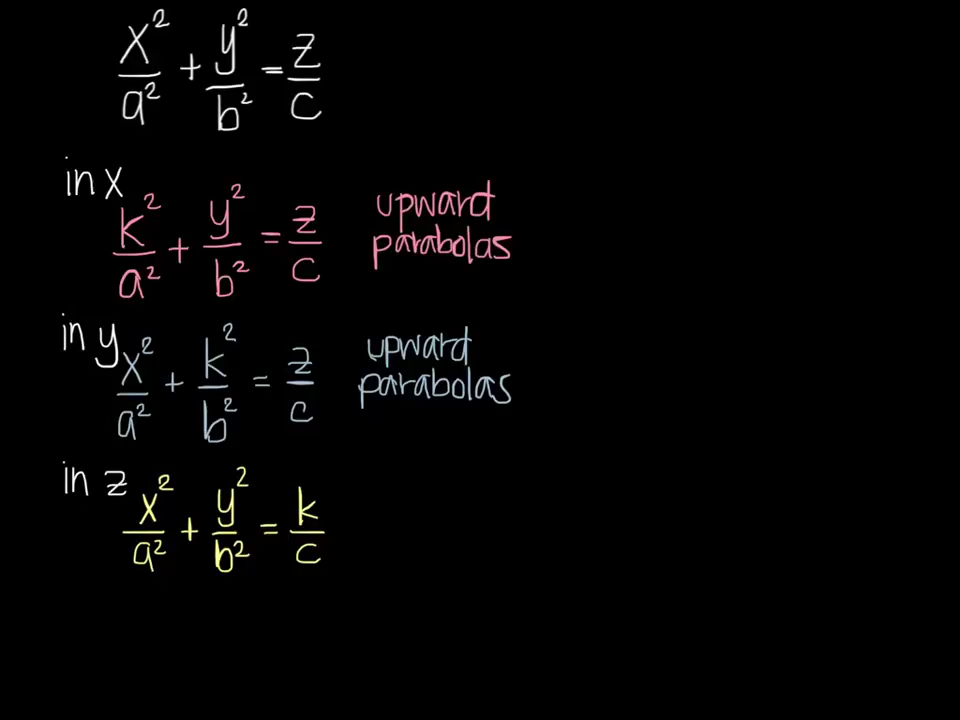 x²/a² + y²/b² = z/c
in x
k²/a² + y²/b² = z/c
upward
parabolas
in y
x²/a² + k²/b² = z/c
upward
parabolas
in z
x²/a² + y²/b² = k/c